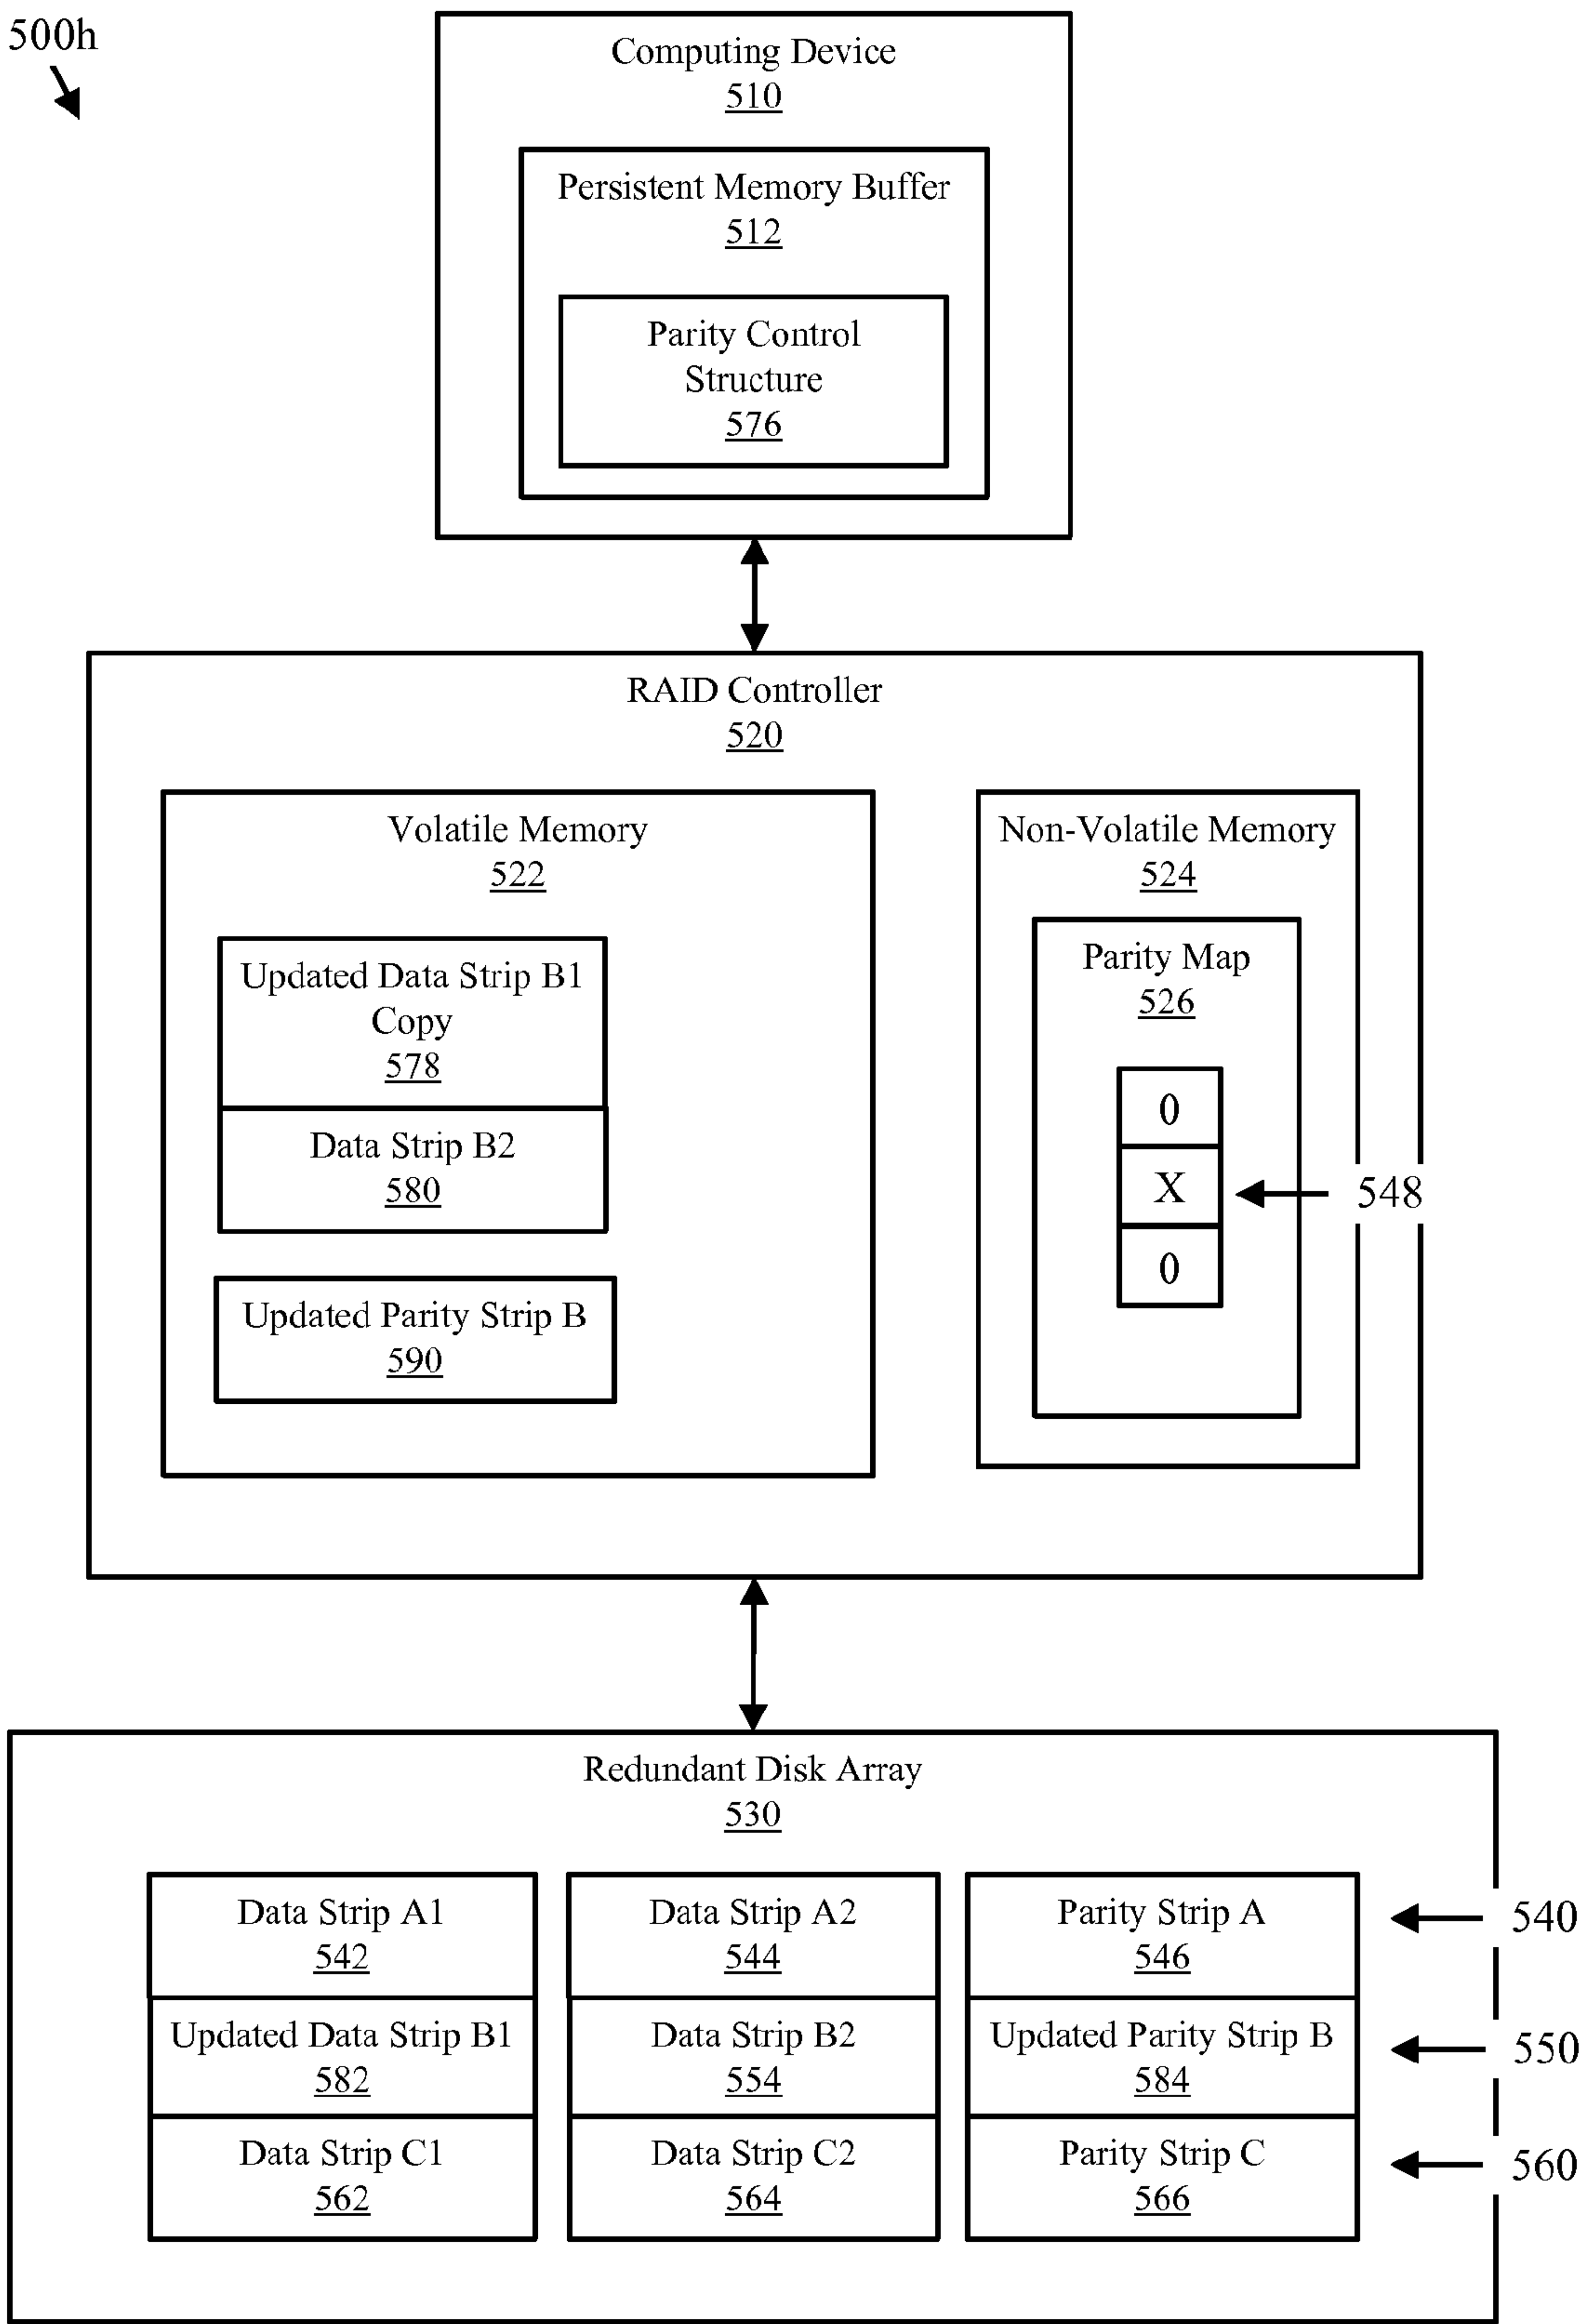 500h
Computing Device
510
Persistent Memory Buffer
512
Parity Control
Structure
576
RAID Controller
520
Volatile Memory
522
Updated Data Strip B1
Copy
578
Data Strip B2
580
Updated Parity Strip B
590
Non-Volatile Memory
524
Parity Map
526
0
X
548
0
Redundant Disk Array
530
Data Strip A1
542
Data Strip A2
544
Parity Strip A
546
540
Updated Data Strip B1
582
Data Strip B2
554
Updated Parity Strip B
584
550
Data Strip C1
562
Data Strip C2
564
Parity Strip C
566
560